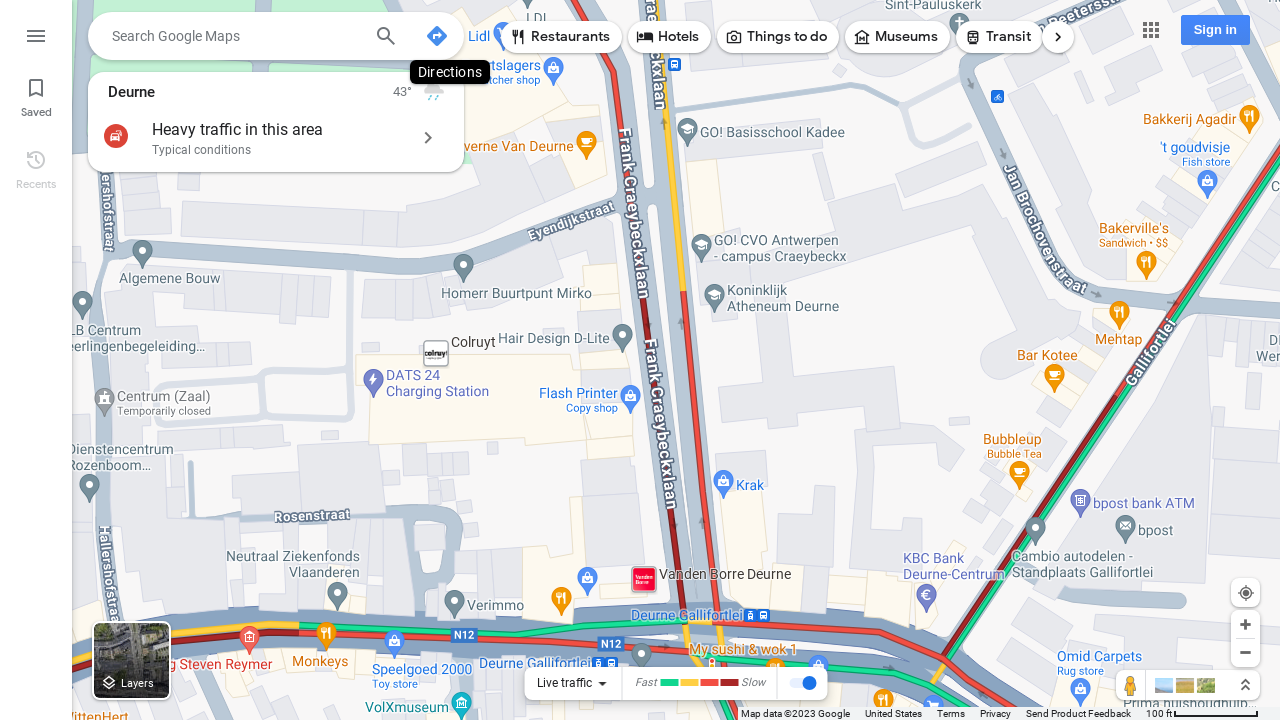 Search Google Maps
Directions
Lidl
Restaurants
Hotels
Things to do
Museums
Transit
Sign in
Saved
Recents
Deurne
43°
Heavy traffic in this area
Typical conditions
Sint-Pauluskerk
GO! Basisschool Kadee
Bakkerij Agadir
't goudvisje
Fish store
Frank Craeybeckxlaan
Eyendijkstraat
Jan Brochovenstraat
Bakerville's
Sandwich • $$
GO! CVO Antwerpen
- campus Craeybeckx
Algemene Bouw
Homerr Buurtpunt Mirko
Koninklijk
Atheneum Deurne
Mehtap
Gallifortlei
Colruyt
Hair Design D-Lite
Frank Craeybeckxlaan
Bar Kotee
DATS 24
Charging Station
Flash Printer
Copy shop
Centrum (Zaal)
Temporarily closed
Bubbleup
Bubble Tea
Krak
bpost bank ATM
bpost
Rosenstraat
Hallershofstraat
Neutraal Ziekenfonds
Vlaanderen
Cambio autodelen -
Standplaats Gallifortlei
KBC Bank
Deurne-Centrum
Vanden Borre Deurne
Verimmo
Deurne Gallifortlei
N12
N12
Monkeys
Speelgoed 2000
Toy store
Deurne Gallifortlei
My sushi & wok 1
Omid Carpets
Rug store
VolXmuseum
Layers
Live traffic
Fast
Slow
Map data ©2023 Google
United States
Terms
Privacy
Send Product Feedback
100 ft